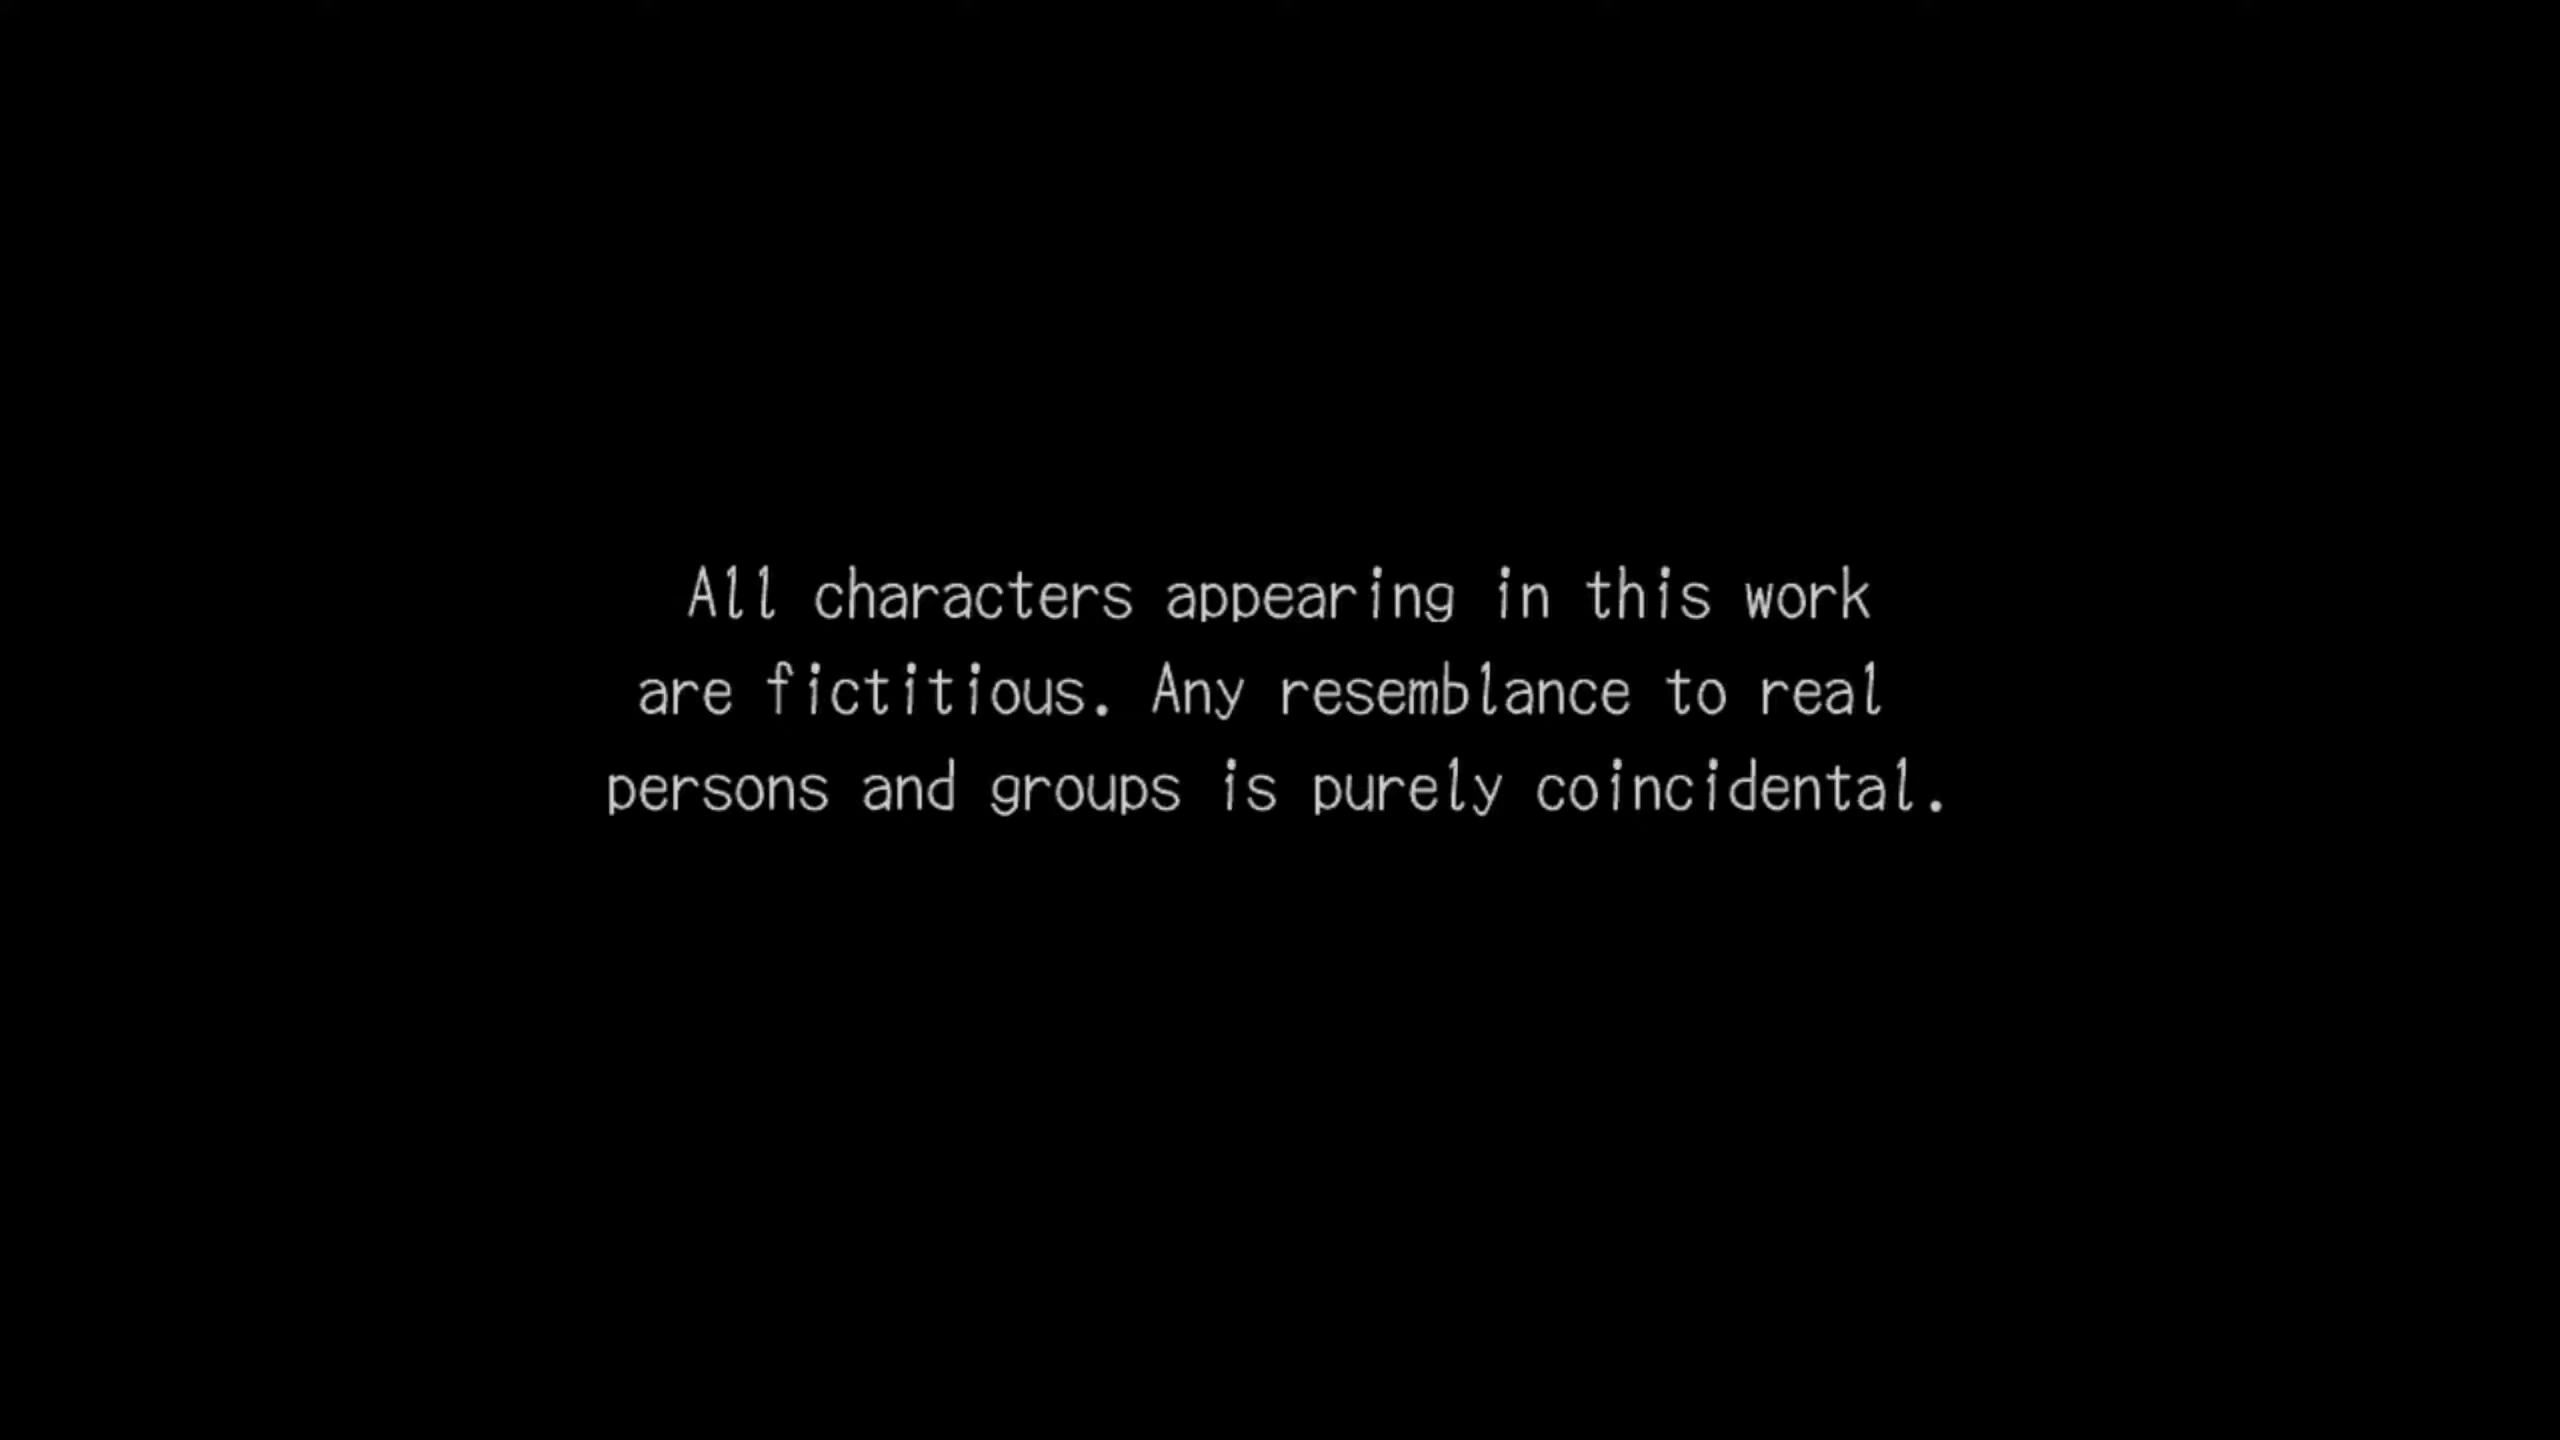 All characters appearing in this work
are fictitious. Any resemblance to real
persons and groups is purely coincidental.